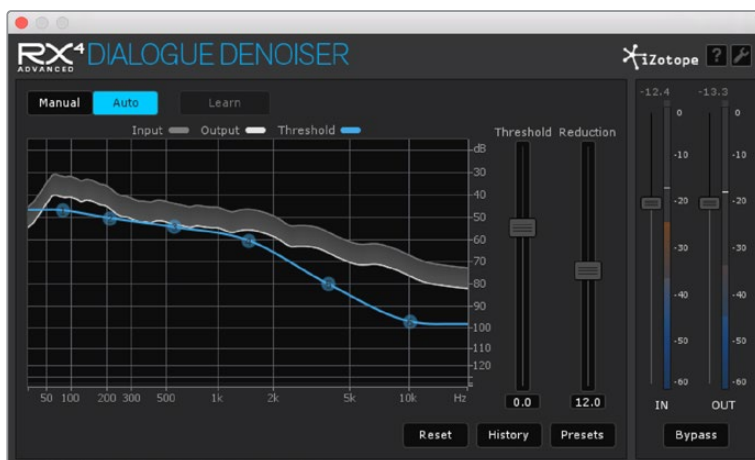 RX4 DIALOGUE DENOISER
ADVANCED
iZotope ?
Manual Auto Learn
Input Output Threshold
Threshold Reduction
-12.4 -13.3
dB
-30
40
50
60
70
80
-90
-100
-110
-120
50 100 200 300 500 1k 2k 5k 10k Hz
0.0 12.0
0
-10
-20
-30
-40
-50
-60
0
-10
-20
-30
-40
-50
-60
IN OUT
Reset History Presets Bypass